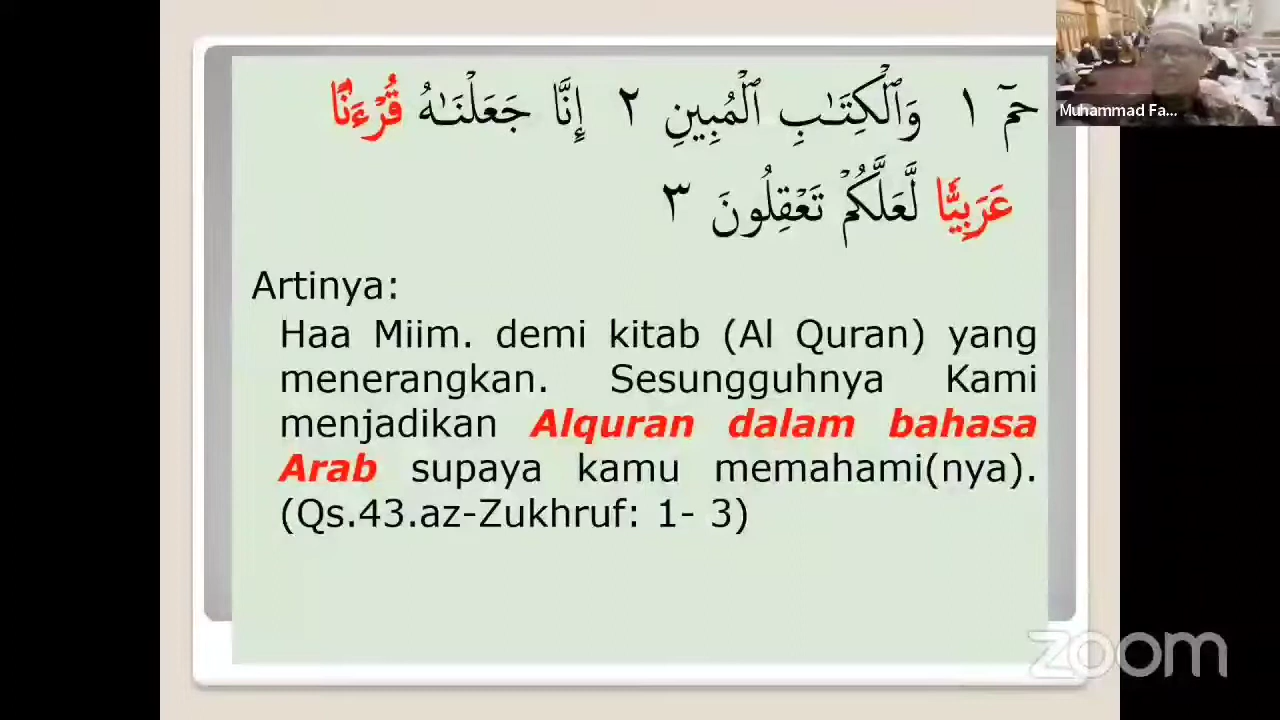 حمٓ ١ وَٱلۡكِتَٰبِ ٱلۡمُبِينِ ٢ إِنَّا جَعَلۡنَٰهُ قُرۡءَٰنًا
عَرَبِيّٗا لَّعَلَّكُمۡ تَعۡقِلُونَ ٣
Artinya:
Haa Miim. demi kitab (Al Quran) yang
menerangkan. Sesungguhnya Kami
menjadikan Alquran dalam bahasa
Arab supaya kamu memahami(nya).
(Qs.43.az-Zukhruf: 1- 3)
Muhammad Fa...
zoom